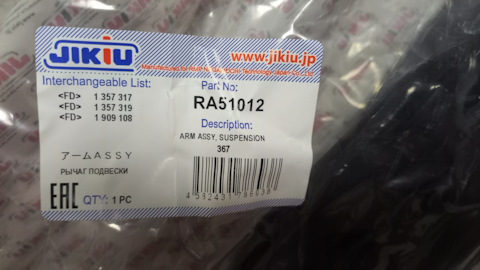 JIKIU
www.jikiu.jp
Interchangeable List:
<FD> 1 357 317
<FD> 1 357 319
<FD> 1 909 108
Part No:
RA51012
Description:
ARM ASSY, SUSPENSION
367
アームASSY
РЫЧАГ ПОДВЕСКИ
EAC
QTY: 1 PC